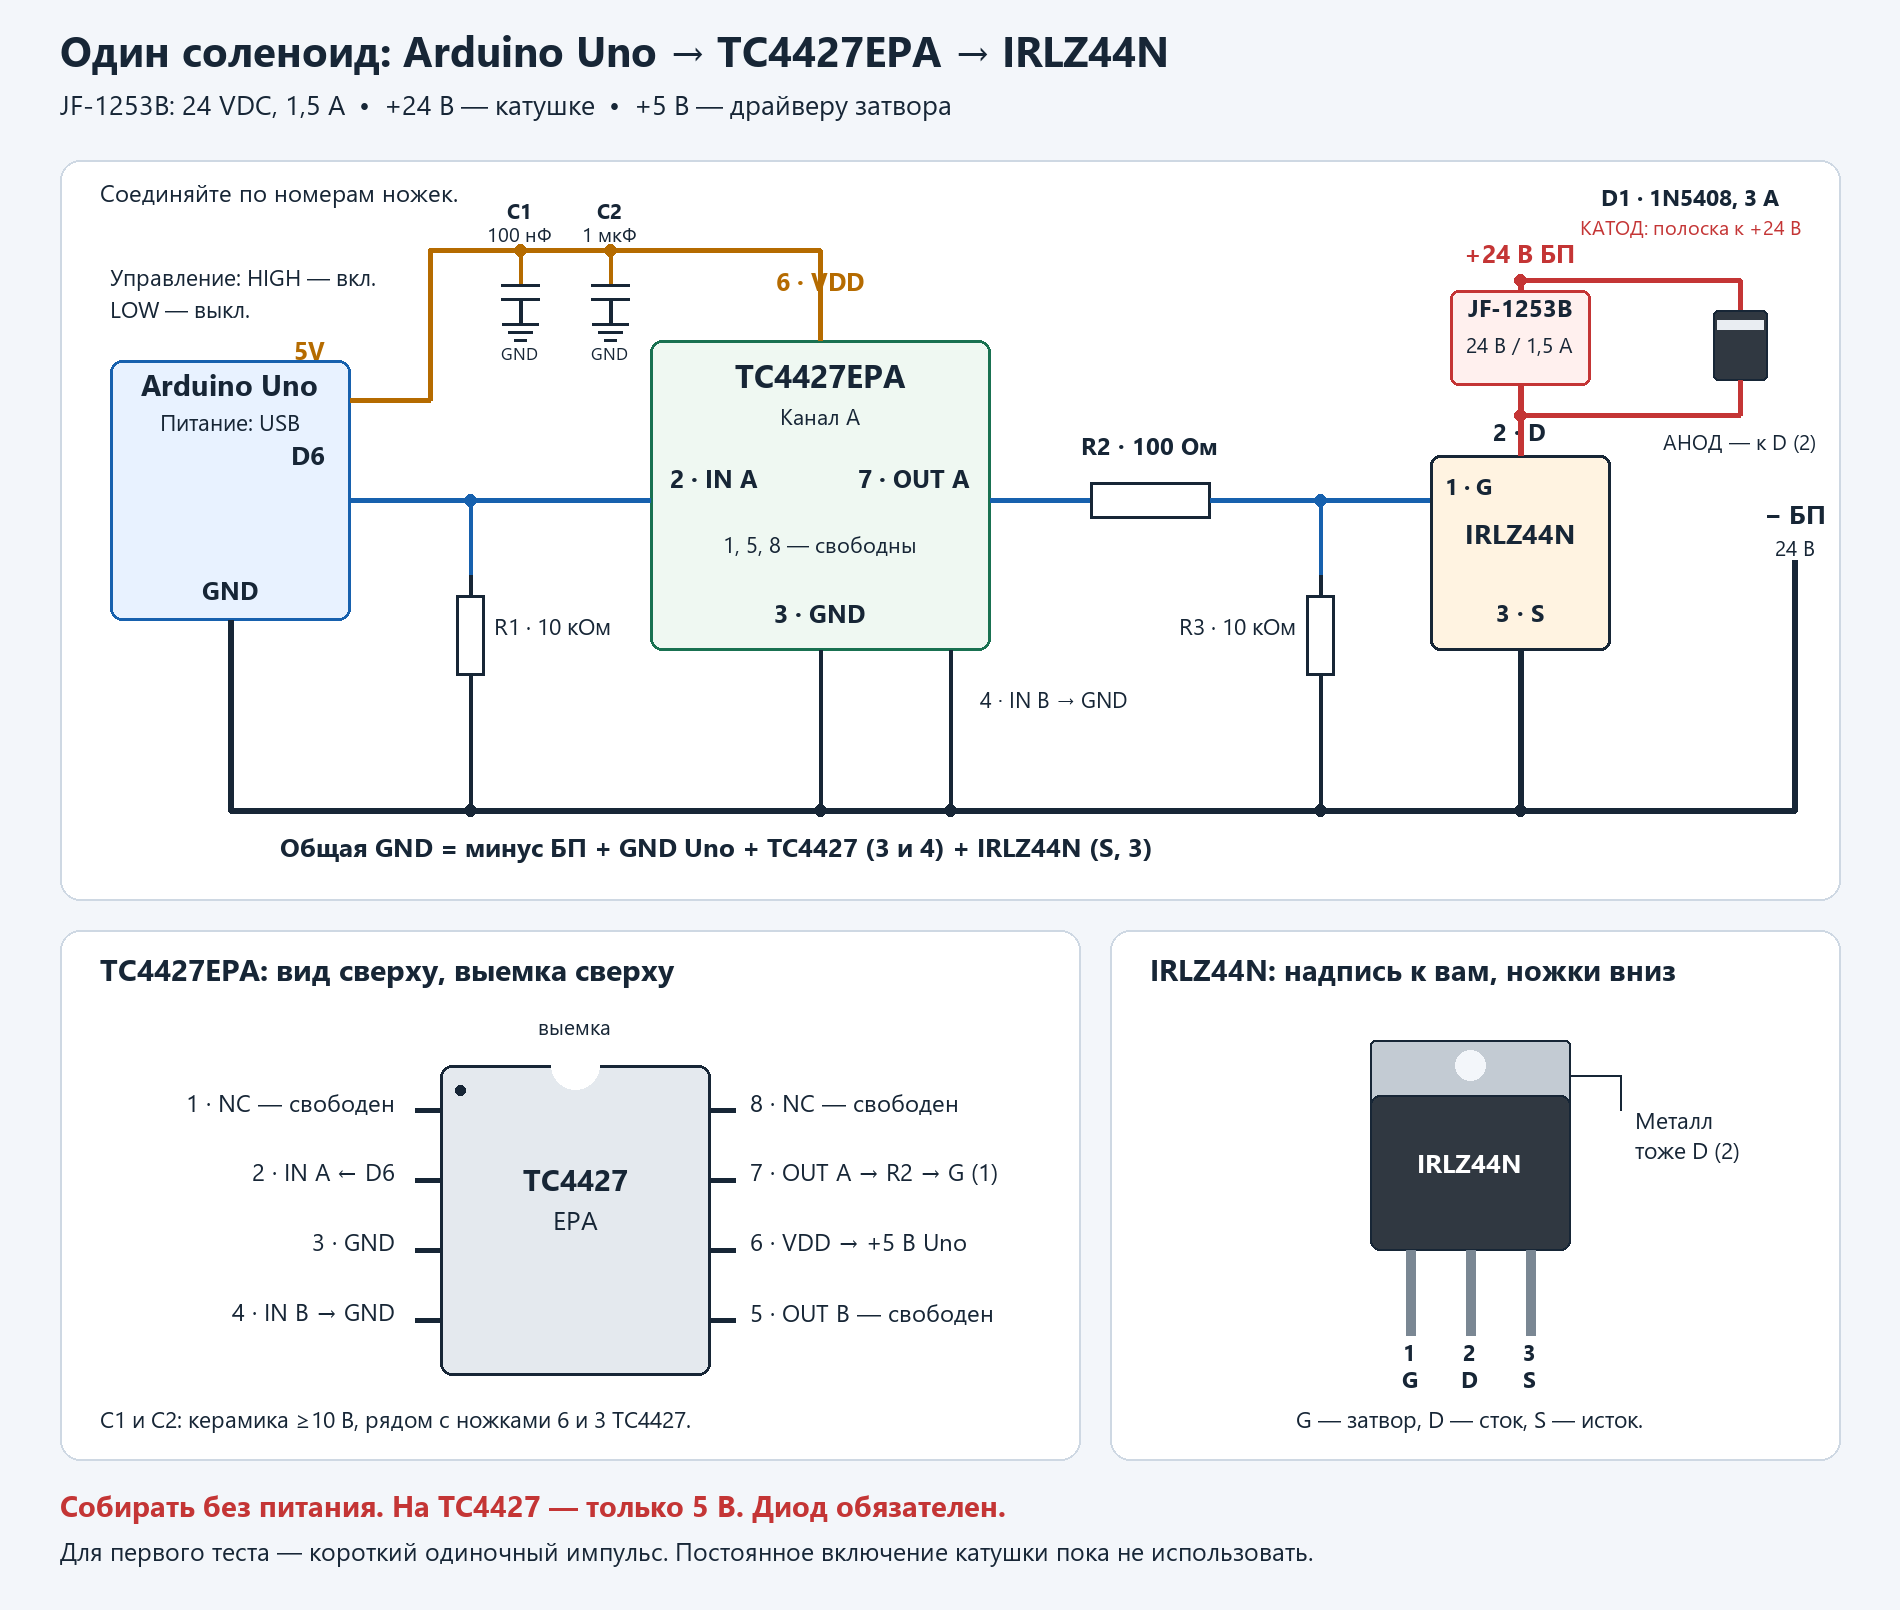 Один соленоид: Arduino Uno → TC4427EPA → IRLZ44N
JF-1253B: 24 VDC, 1,5 A • +24 В — катушке • +5 В — драйверу затвора
Соединяйте по номерам ножек.
C1
100 нФ
C2
1 мкФ
GND
GND
D1 · 1N5408, 3 A
КАТОД: полоска к +24 В
+24 В БП
Управление: HIGH — вкл.
LOW — выкл.
6 · VDD
JF-1253B
24 В / 1,5 А
5V
Arduino Uno
Питание: USB
D6
GND
TC4427EPA
Канал A
2 · IN A
7 · OUT A
1, 5, 8 — свободны
3 · GND
R2 · 100 Ом
2 · D
АНОД — к D (2)
1 · G
IRLZ44N
3 · S
– БП
24 В
R1 · 10 кОм
R3 · 10 кОм
4 · IN B → GND
Общая GND = минус БП + GND Uno + TC4427 (3 и 4) + IRLZ44N (S, 3)
TC4427EPA: вид сверху, выемка сверху
выемка
1 · NC — свободен
2 · IN A ← D6
3 · GND
4 · IN B → GND
TC4427
EPA
8 · NC — свободен
7 · OUT A → R2 → G (1)
6 · VDD → +5 В Uno
5 · OUT B — свободен
C1 и C2: керамика ≥10 В, рядом с ножками 6 и 3 TC4427.
IRLZ44N: надпись к вам, ножки вниз
Металл
тоже D (2)
IRLZ44N
1
G
2
D
3
S
G — затвор, D — сток, S — исток.
Собирать без питания. На TC4427 — только 5 В. Диод обязателен.
Для первого теста — короткий одиночный импульс. Постоянное включение катушки пока не использовать.